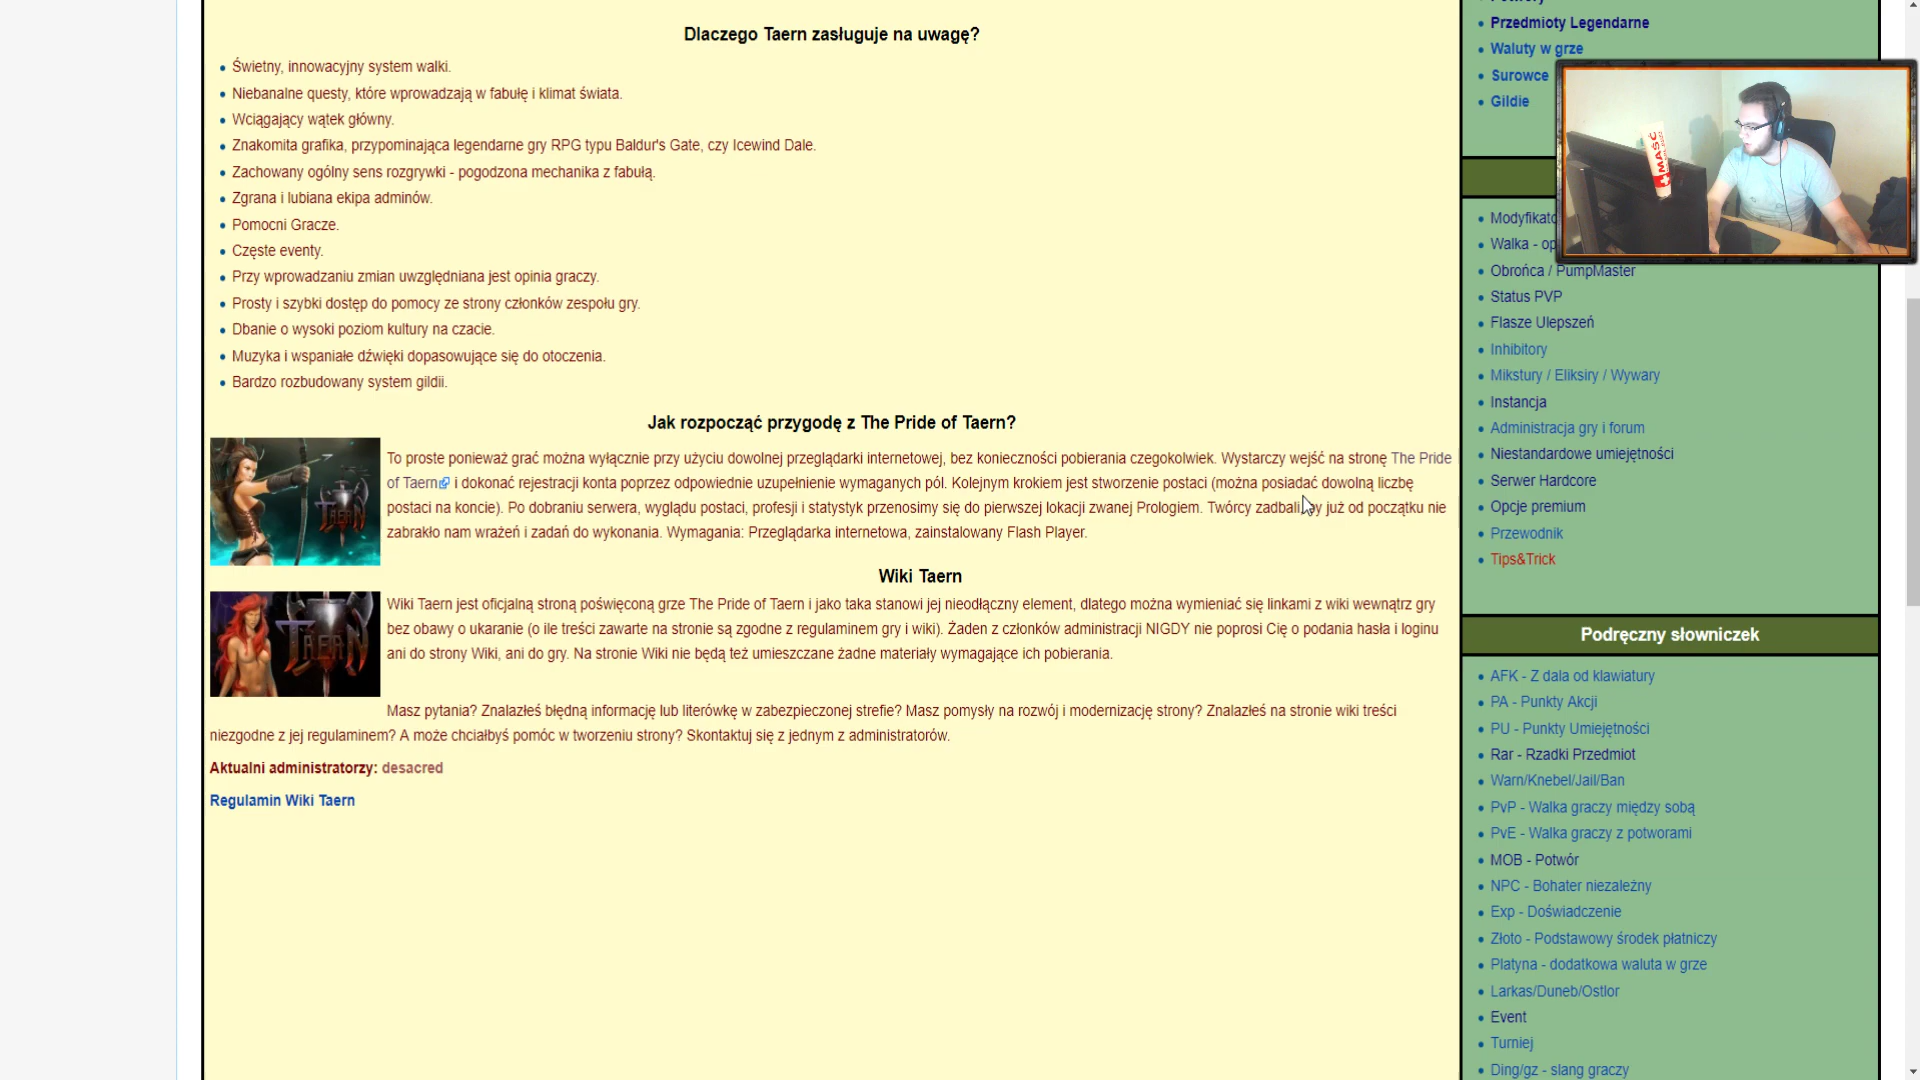 Dlaczego Taern zasługuje na uwagę?
Świetny, innowacyjny system walki.
Niebanalne questy, które wprowadzają w fabułę i klimat świata.
Wciągający wątek główny.
Znakomita grafika, przypominająca legendarne gry RPG typu Baldur's Gate, czy Icewind Dale.
Zachowany ogólny sens rozgrywki - pogodzona mechanika z fabułą.
Zgrana i lubiana ekipa adminów.
Pomocni Gracze.
Częste eventy.
Przy wprowadzaniu zmian uwzględniana jest opinia graczy.
Prosty i szybki dostęp do pomocy ze strony członków zespołu gry.
Dbanie o wysoki poziom kultury na czacie.
Muzyka i wspaniałe dźwięki dopasowujące się do otoczenia.
Bardzo rozbudowany system gildii.
Jak rozpocząć przygodę z The Pride of Taern?
TAERN
To proste ponieważ grać można wyłącznie przy użyciu dowolnej przeglądarki internetowej, bez konieczności pobierania czegokolwiek. Wystarczy wejść na stronę The Pride
of Taern i dokonać rejestracji konta poprzez odpowiednie uzupełnienie wymaganych pól. Kolejnym krokiem jest stworzenie postaci (można posiadać dowolną liczbę
postaci na koncie). Po dobraniu serwera, wyglądu postaci, profesji i statystyk przenosimy się do pierwszej lokacji zwanej Prologiem. Twórcy zadbali by już od początku nie
zabrakło nam wrażeń i zadań do wykonania. Wymagania: Przeglądarka internetowa, zainstalowany Flash Player.
Wiki Taern
TAERN
Wiki Taern jest oficjalną stroną poświęconą grze The Pride of Taern i jako taka stanowi jej nieodłączny element, dlatego można wymieniać się linkami z wiki wewnątrz gry
bez obawy o ukaranie (o ile treści zawarte na stronie są zgodne z regulaminem gry i wiki). Żaden z członków administracji NIGDY nie poprosi Cię o podania hasła i loginu
ani do strony Wiki, ani do gry. Na stronie Wiki nie będą też umieszczane żadne materiały wymagające ich pobierania.
Masz pytania? Znalazłeś błędną informację lub literówkę w zabezpieczonej strefie? Masz pomysły na rozwój i modernizację strony? Znalazłeś na stronie wiki treści
niezgodne z jej regulaminem? A może chciałbyś pomóc w tworzeniu strony? Skontaktuj się z jednym z administratorów.
Aktualni administratorzy: desacred
Regulamin Wiki Taern
Przedmioty Legendarne
Waluty w grze
Surowce
Gildie
MAŚĆ
Modyfikato
Walka - op
Obrońca / PumpMaster
Status PVP
Flasze Ulepszeń
Inhibitory
Mikstury / Eliksiry / Wywary
Instancja
Administracja gry i forum
Niestandardowe umiejętności
Serwer Hardcore
Opcje premium
Przewodnik
Tips&Trick
Podręczny słowniczek
AFK - Z dala od klawiatury
PA - Punkty Akcji
PU - Punkty Umiejętności
Rar - Rzadki Przedmiot
Warn/Knebel/Jail/Ban
PvP - Walka graczy między sobą
PvE - Walka graczy z potworami
MOB - Potwór
NPC - Bohater niezależny
Exp - Doświadczenie
Złoto - Podstawowy środek płatniczy
Platyna - dodatkowa waluta w grze
Larkas/Duneb/Ostlor
Event
Turniej
Ding/gz - slang graczy